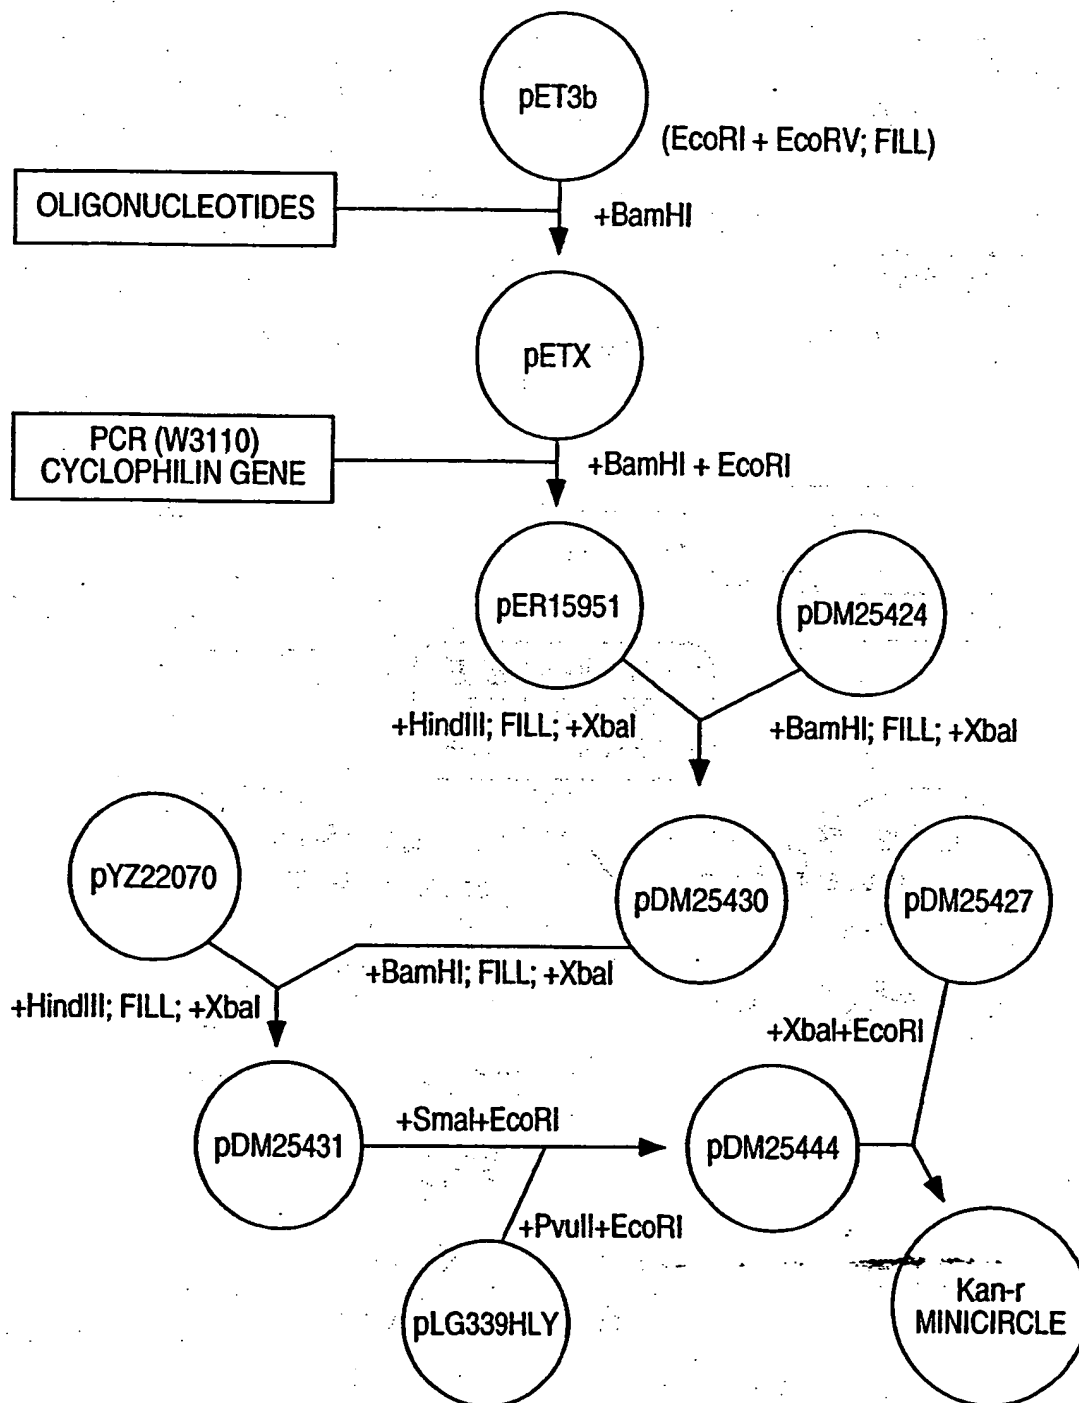 pET3b
(EcoRI + EcoRV; FILL)
OLIGONUCLEOTIDES
+BamHI
pETX
PCR (W3110)
CYCLOPHILIN GENE
+BamHI + EcoRI
pER15951
pDM25424
+HindIII; FILL; +XbaI
+BamHI; FILL; +XbaI
pYZ22070
pDM25430
pDM25427
+BamHI; FILL; +XbaI
+HindIII; FILL; +XbaI
+XbaI+EcoRI
pDM25431
+SmaI+EcoRI
pDM25444
+PvuII+EcoRI
pLG339HLY
Kan-r
MINICIRCLE